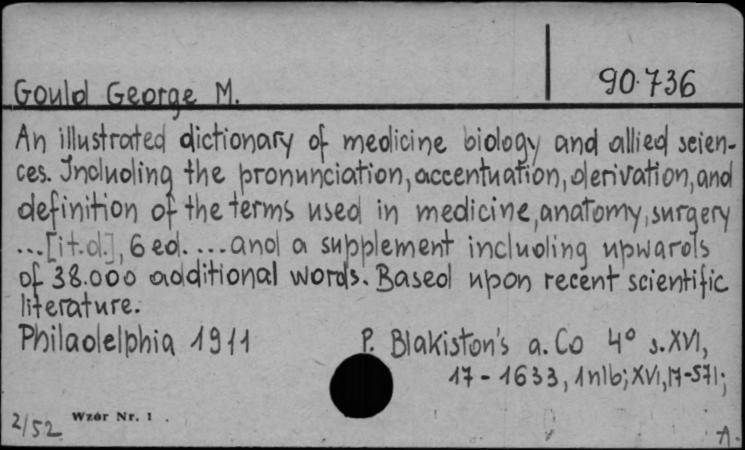 90.736
Gould George M.
An illustrated dictionary of medicine biology and allied scien-
ces. Including the pronunciation, accentuation, derivation, and
definition of the terms used in medicine, anatomy, surgery
...[it.d.], 6 ed. ....and a supplement including upwards
of 38.000 additional words. Based upon recent scientific
literature.
Philadelphia 1911 P. Blakiston's a. Co 4° s. XVI,
17 - 1633, 1 nlb; XVI, 17-571;
2/52 Wzór Nr. 1
A.